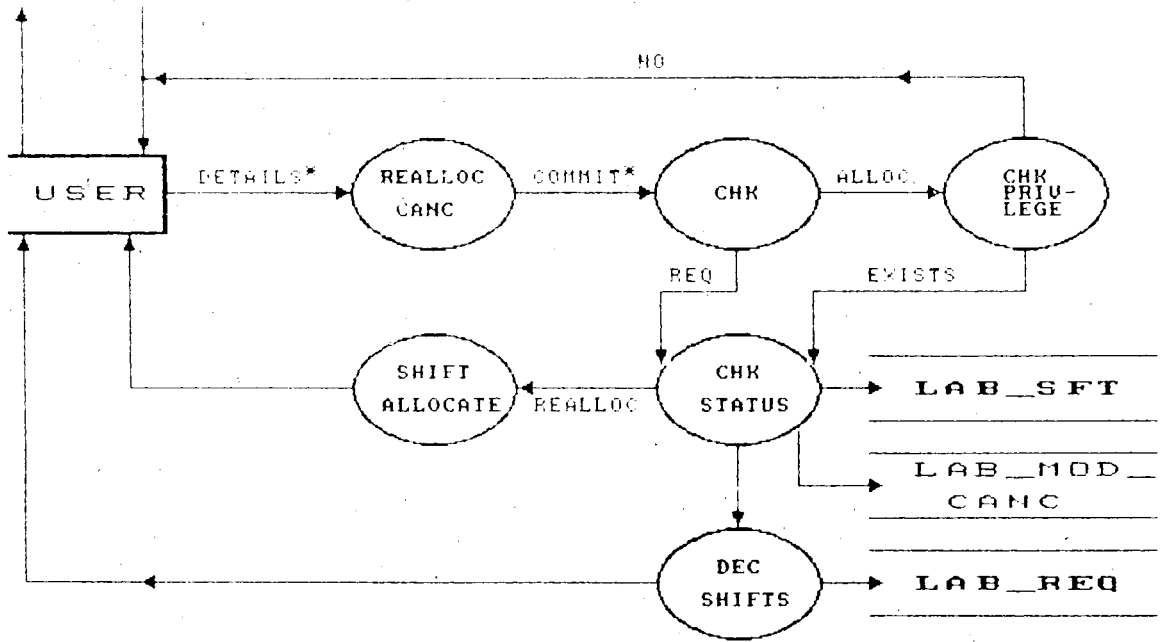 NO
USER
DETAILS*
REALLOC
CANC
COMMIT*
CHK
ALLOC.
CHK
PRIV-
LEGE
REQ
EXISTS
SHIFT
ALLOCATE
REALLOC
CHK
STATUS
LAB_SFT
LAB_MOD_
CANC
DEC
SHIFTS
LAB_REQ